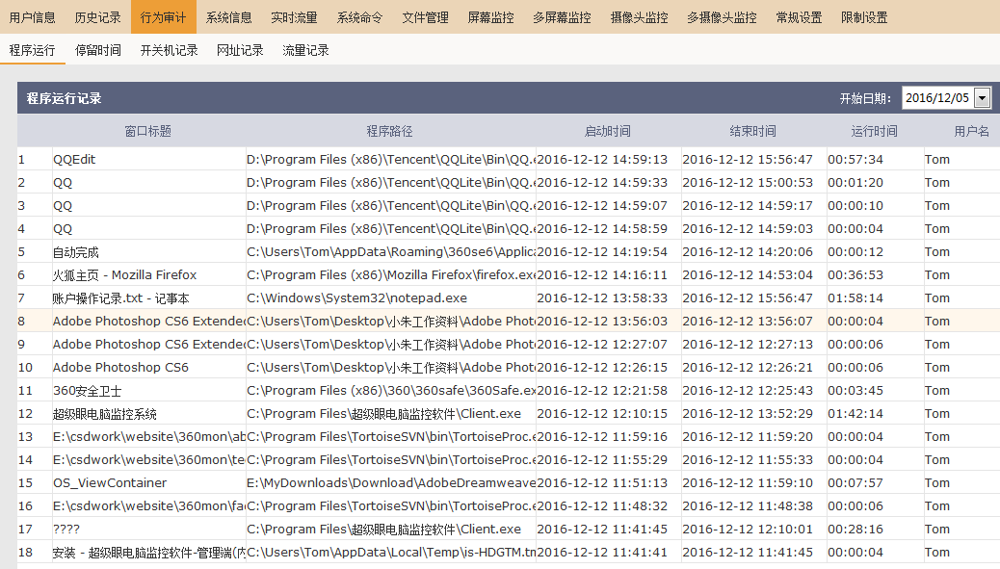 用户信息 历史记录 行为审计 系统信息 实时流量 系统命令 文件管理 屏幕监控 多屏幕监控 摄像头监控 多摄像头监控 常规设置 限制设置
程序运行 停留时间 开关机记录 网址记录 流量记录
程序运行记录 开始日期： 2016/12/05
窗口标题 程序路径 启动时间 结束时间 运行时间 用户名
1 QQEdit D:\Program Files (x86)\Tencent\QQLite\Bin\QQ.e 2016-12-12 14:59:13 2016-12-12 15:56:47 00:57:34 Tom
2 QQ D:\Program Files (x86)\Tencent\QQLite\Bin\QQ.e 2016-12-12 14:59:33 2016-12-12 15:00:53 00:01:20 Tom
3 QQ D:\Program Files (x86)\Tencent\QQLite\Bin\QQ.e 2016-12-12 14:59:07 2016-12-12 14:59:17 00:00:10 Tom
4 QQ D:\Program Files (x86)\Tencent\QQLite\Bin\QQ.e 2016-12-12 14:58:59 2016-12-12 14:59:03 00:00:04 Tom
5 自动完成 C:\Users\Tom\AppData\Roaming\360se6\Applica 2016-12-12 14:19:54 2016-12-12 14:20:06 00:00:12 Tom
6 火狐主页 - Mozilla Firefox C:\Program Files (x86)\Mozilla Firefox\firefox.exe 2016-12-12 14:16:11 2016-12-12 14:53:04 00:36:53 Tom
7 账户操作记录.txt - 记事本 C:\Windows\System32\notepad.exe 2016-12-12 13:58:33 2016-12-12 15:56:47 01:58:14 Tom
8 Adobe Photoshop CS6 Extended C:\Users\Tom\Desktop\小朱工作资料\Adobe Phot 2016-12-12 13:56:03 2016-12-12 13:56:07 00:00:04 Tom
9 Adobe Photoshop CS6 Extended C:\Users\Tom\Desktop\小朱工作资料\Adobe Phot 2016-12-12 12:27:07 2016-12-12 12:27:13 00:00:06 Tom
10 Adobe Photoshop CS6 C:\Users\Tom\Desktop\小朱工作资料\Adobe Phot 2016-12-12 12:26:15 2016-12-12 12:26:21 00:00:06 Tom
11 360安全卫士 C:\Program Files (x86)\360\360safe\360Safe.ex 2016-12-12 12:21:58 2016-12-12 12:25:43 00:03:45 Tom
12 超级眼电脑监控系统 C:\Program Files\超级眼电脑监控软件\Client.exe 2016-12-12 12:10:15 2016-12-12 13:52:29 01:42:14 Tom
13 E:\csdwork\website\360mon\ab C:\Program Files\TortoiseSVN\bin\TortoiseProc.e 2016-12-12 11:59:16 2016-12-12 11:59:20 00:00:04 Tom
14 E:\csdwork\website\360mon\te C:\Program Files\TortoiseSVN\bin\TortoiseProc.e 2016-12-12 11:55:29 2016-12-12 11:55:33 00:00:04 Tom
15 OS_ViewContainer E:\MyDownloads\Download\AdobeDreamweave 2016-12-12 11:51:13 2016-12-12 11:59:10 00:07:57 Tom
16 E:\csdwork\website\360mon\fa C:\Program Files\TortoiseSVN\bin\TortoiseProc.e 2016-12-12 11:48:32 2016-12-12 11:48:38 00:00:06 Tom
17 ???? C:\Program Files\超级眼电脑监控软件\Client.exe 2016-12-12 11:41:45 2016-12-12 12:10:01 00:28:16 Tom
18 安装 - 超级眼电脑监控软件-管理端(内 C:\Users\Tom\AppData\Local\Temp\is-HDGTM.tm 2016-12-12 11:41:41 2016-12-12 11:41:45 00:00:04 Tom